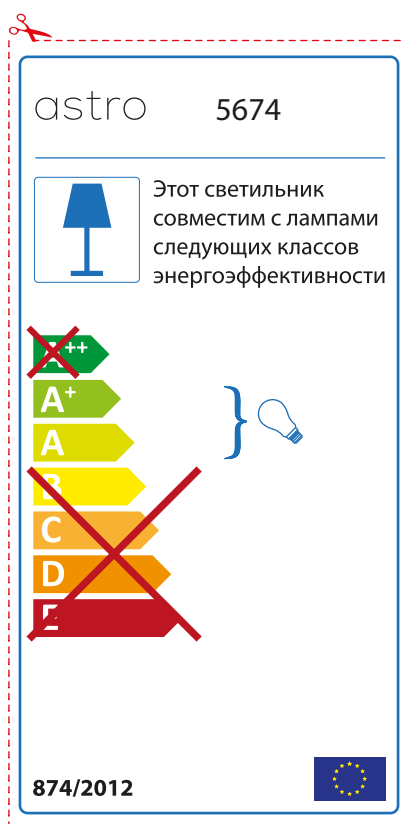 astro 5674
Этот светильник
совместим с лампами
следующих классов
энергоэффективности
A++
A+
A
B
C
D
E
874/2012